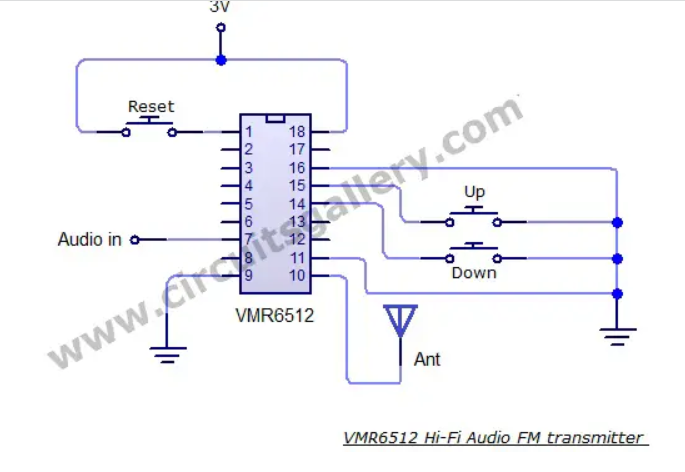 3V
Reset
1 18
2 17
3 16
4 15
5 14
6 13
7 12
8 11
9 10
Up
Audio in
Down
VMR6512
Ant
www.circuitsgallery.com
VMR6512 Hi-Fi Audio FM transmitter